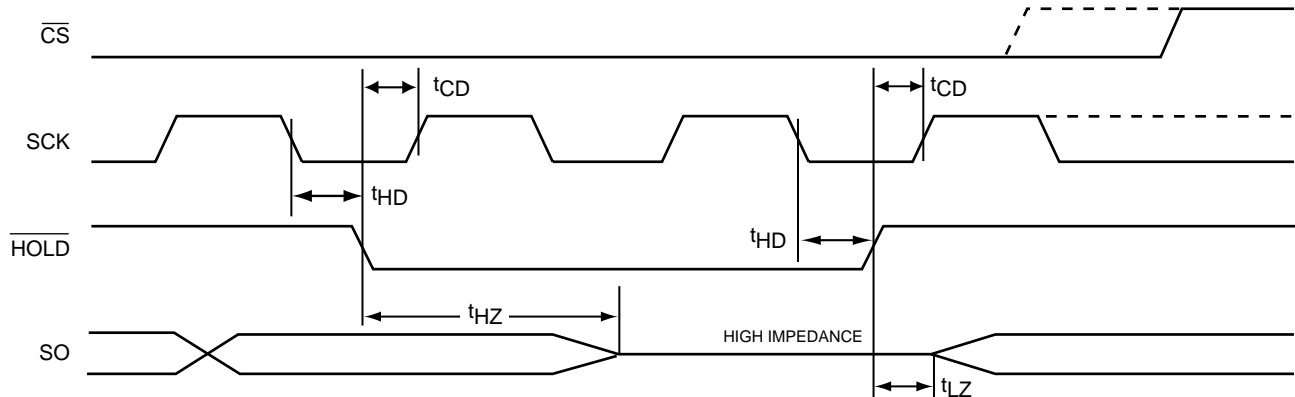 CS
tCD
tCD
SCK
tHD
HOLD
tHD
tHZ
HIGH IMPEDANCE
SO
tLZ